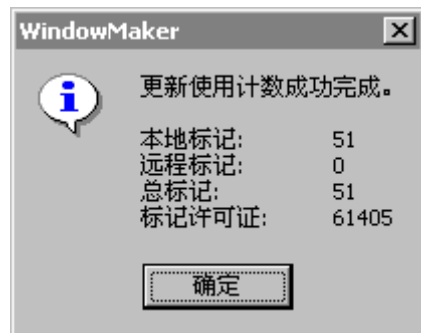 WindowMaker
更新使用计数成功完成。
本地标记: 51
远程标记: 0
总标记: 51
标记许可证: 61405
确定